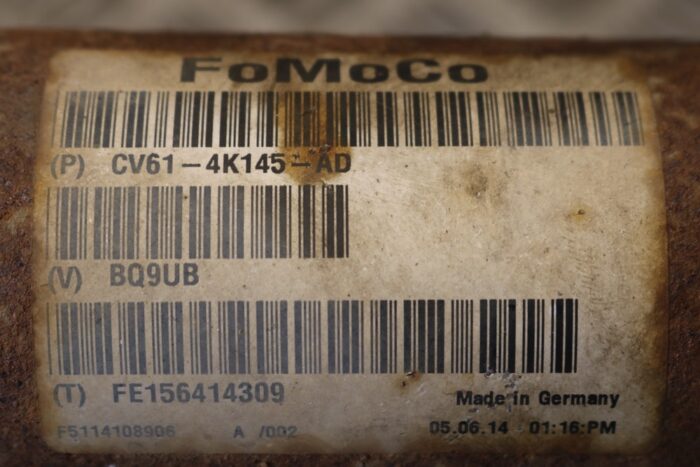 FoMoCo
(P) CV61-4K145-AD
(V) BQ9UB
(T) FE156414309
Made in Germany
F5114108906 A /002 05.06.14 01:16:PM